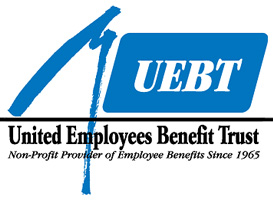 UEBT
United Employees Benefit Trust
Non-Profit Provider of Employee Benefits Since 1965